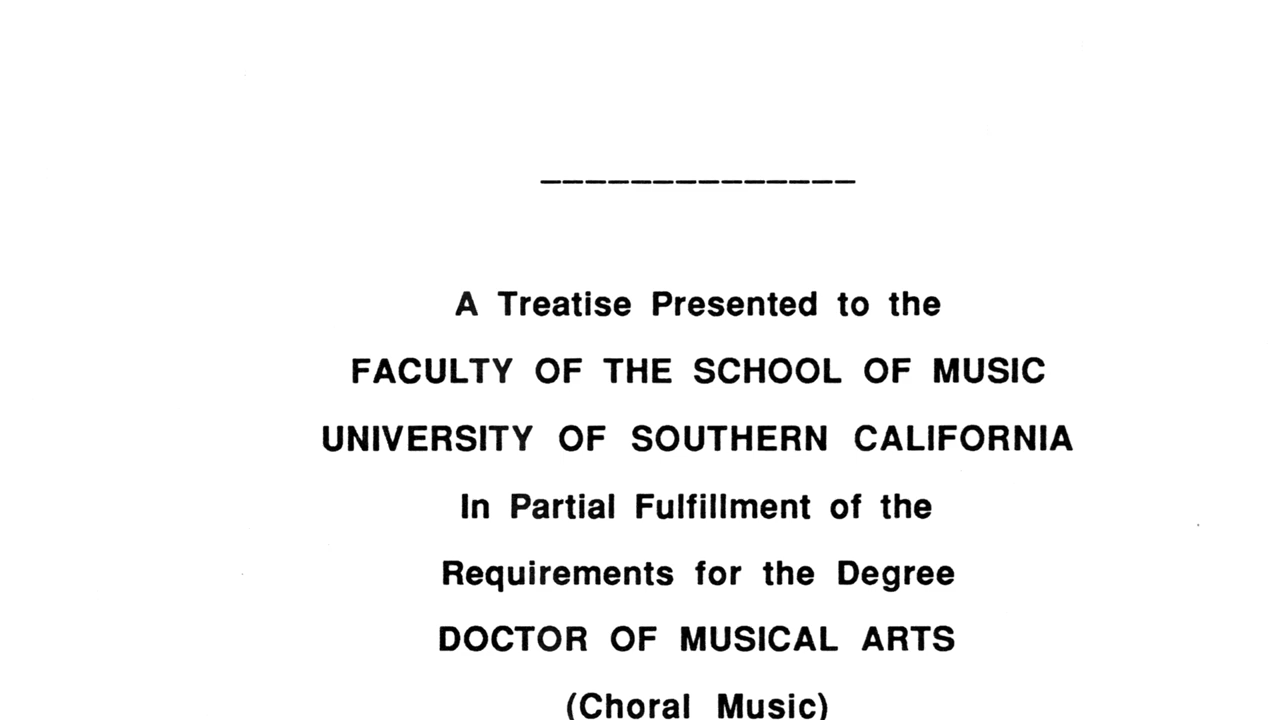 A Treatise Presented to the
FACULTY OF THE SCHOOL OF MUSIC
UNIVERSITY OF SOUTHERN CALIFORNIA
In Partial Fulfillment of the
Requirements for the Degree
DOCTOR OF MUSICAL ARTS
(Choral Music)